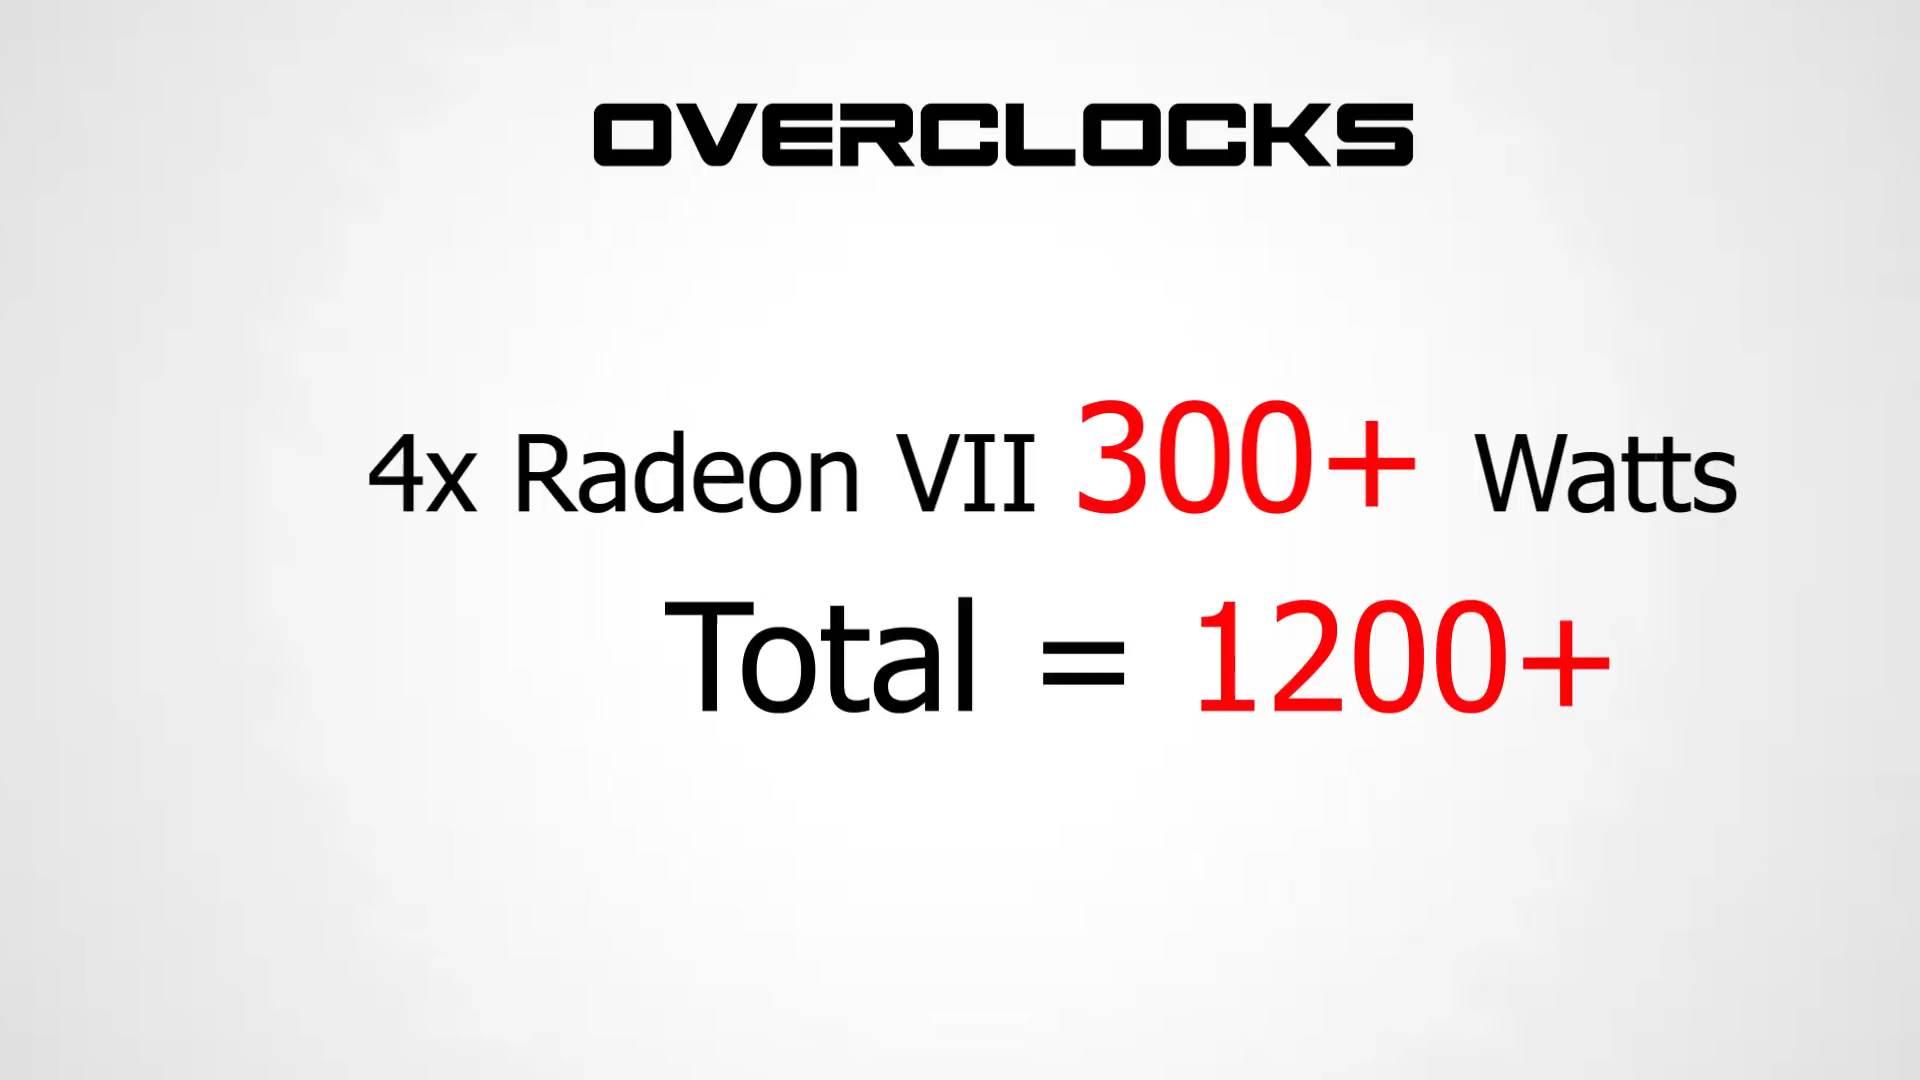 OVERCLOCKS
4x Radeon VII 300+ Watts
Total = 1200+